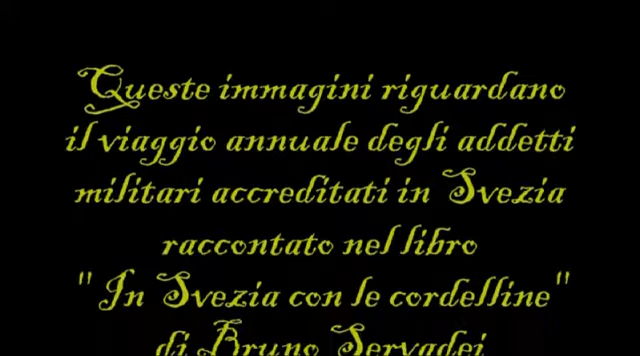 Queste immagini riguardano
il viaggio annuale degli addetti
militari accreditati in Svezia
raccontato nel libro
"In Svezia con le cordelline"
di Bruno Servadei